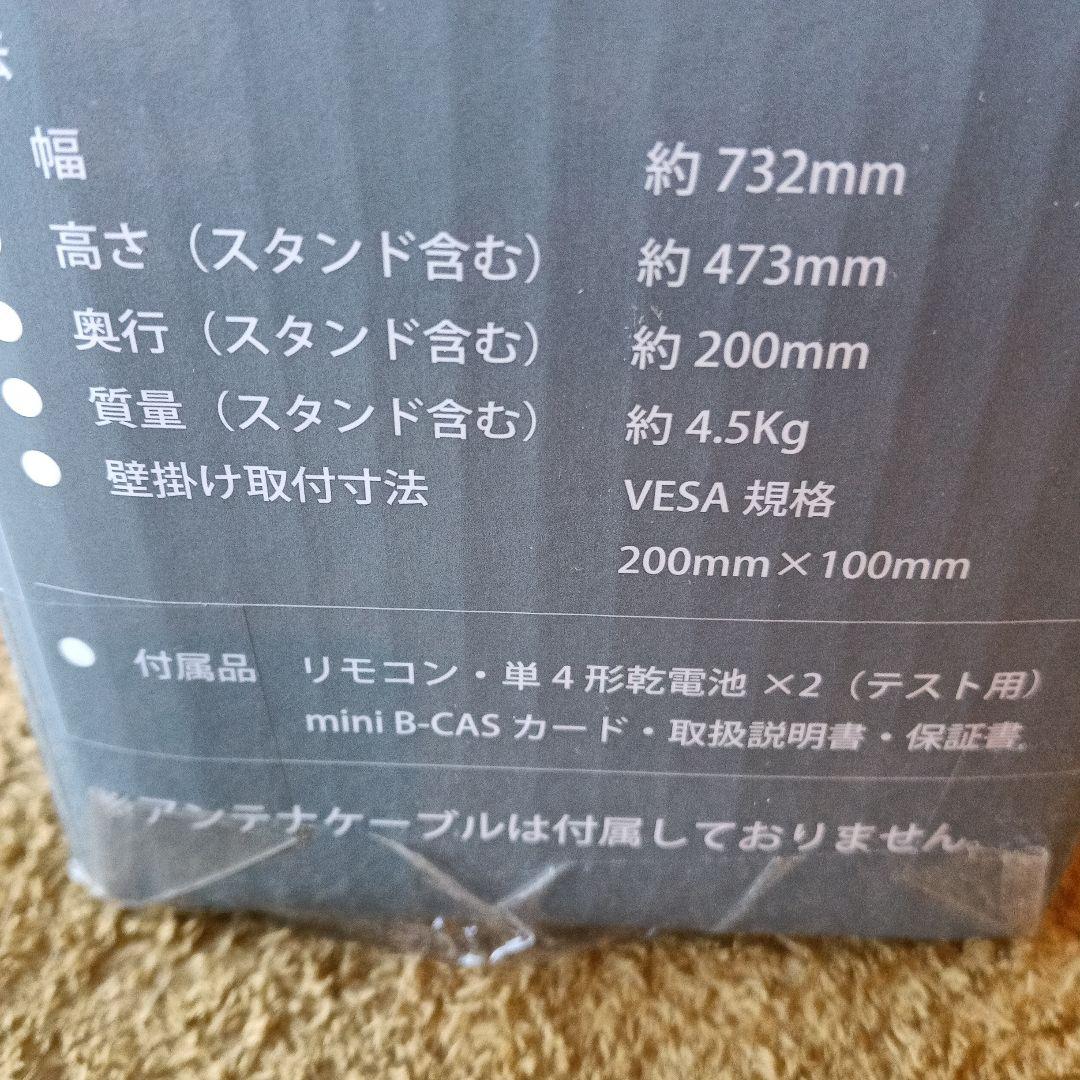 幅 約 732mm
高さ（スタンド含む） 約 473mm
奥行（スタンド含む） 約 200mm
質量（スタンド含む） 約 4.5Kg
壁掛け取付寸法 VESA 規格
200mm×100mm
付属品 リモコン・単4形乾電池 ×2（テスト用）
mini B-CAS カード・取扱説明書・保証書
※アンテナケーブルは付属しておりません。